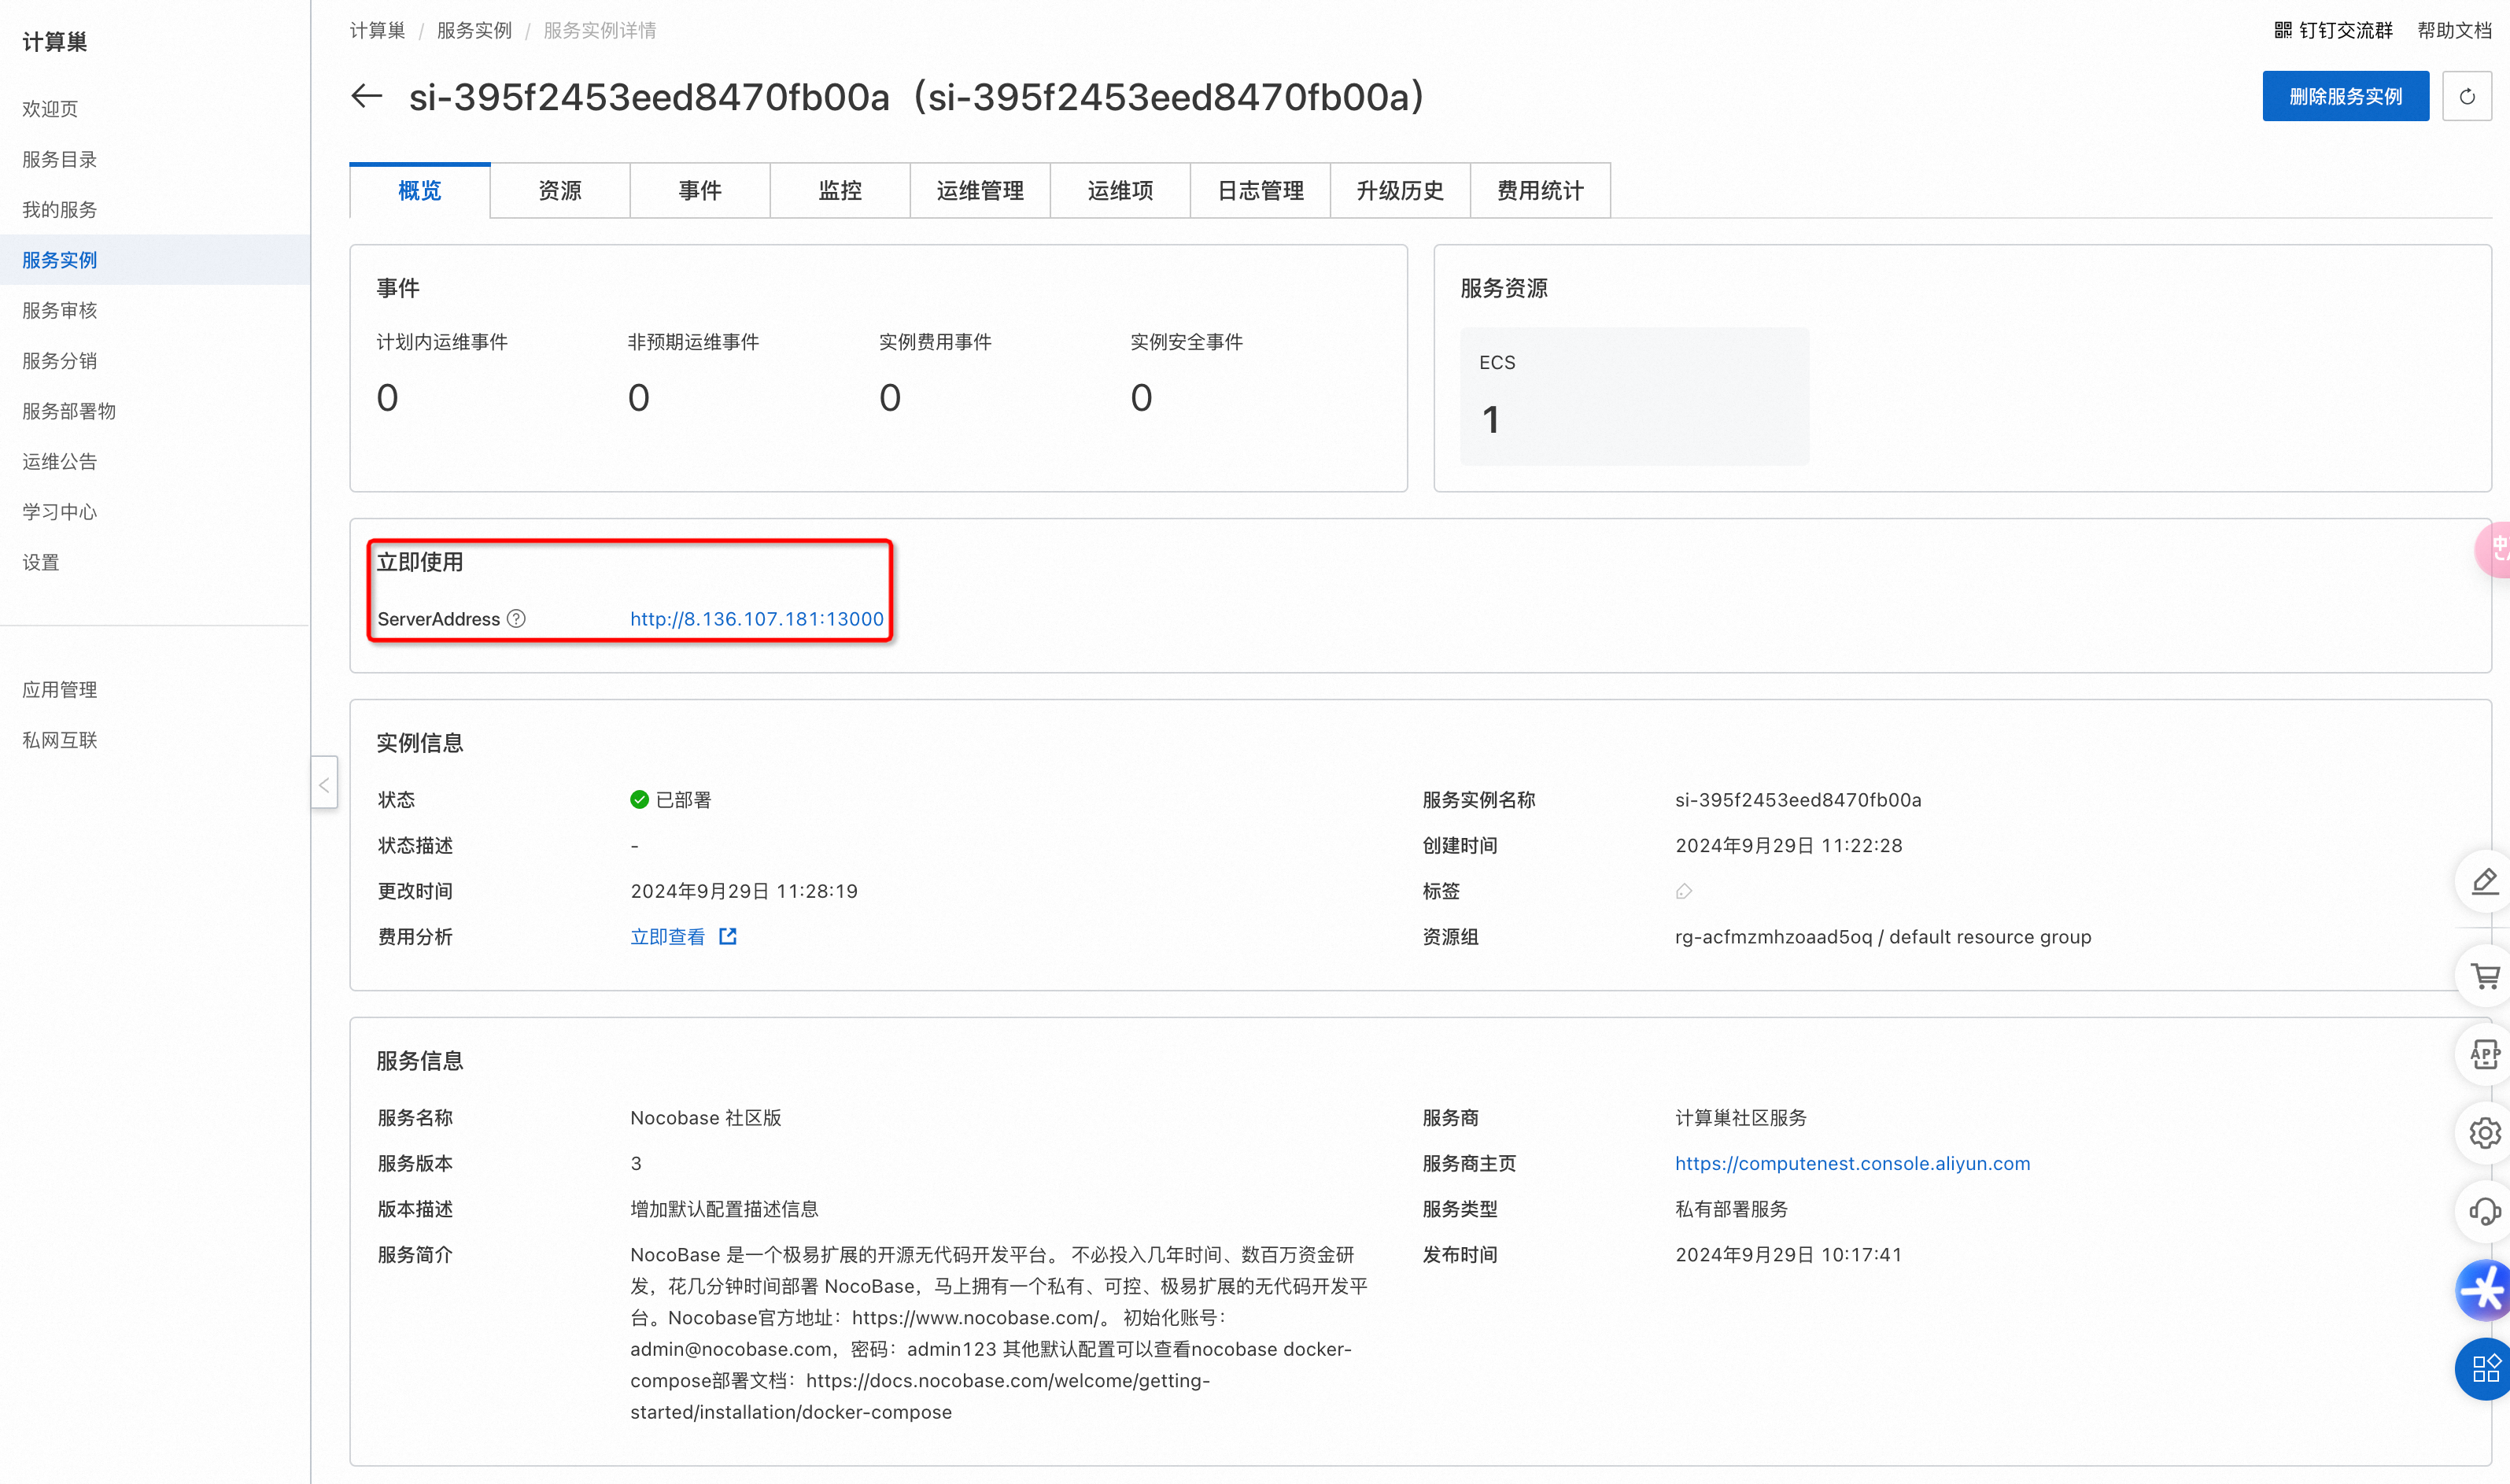 计算巢
欢迎页
服务目录
我的服务
服务实例
服务审核
服务分销
服务部署物
运维公告
学习中心
设置
应用管理
私网互联
计算巢 / 服务实例 / 服务实例详情
钉钉交流群 帮助文档
si-395f2453eed8470fb00a（si-395f2453eed8470fb00a）
删除服务实例
概览 资源 事件 监控 运维管理 运维项 日志管理 升级历史 费用统计
事件
计划内运维事件 非预期运维事件 实例费用事件 实例安全事件
0 0 0 0
服务资源
ECS
1
立即使用
ServerAddress ? http://8.136.107.181:13000
实例信息
状态 已部署 服务实例名称 si-395f2453eed8470fb00a
状态描述 - 创建时间 2024年9月29日 11:22:28
更改时间 2024年9月29日 11:28:19 标签
费用分析 立即查看 资源组 rg-acfmzmhzoaad5oq / default resource group
服务信息
服务名称 Nocobase 社区版 服务商 计算巢社区服务
服务版本 3 服务商主页 https://computenest.console.aliyun.com
版本描述 增加默认配置描述信息 服务类型 私有部署服务
服务简介 NocoBase 是一个极易扩展的开源无代码开发平台。 不必投入几年时间、数百万资金研 发布时间 2024年9月29日 10:17:41
发，花几分钟时间部署 NocoBase，马上拥有一个私有、可控、极易扩展的无代码开发平
台。Nocobase官方地址：https://www.nocobase.com/。 初始化账号：
admin@nocobase.com，密码：admin123 其他默认配置可以查看nocobase docker-
compose部署文档：https://docs.nocobase.com/welcome/getting-
started/installation/docker-compose
APP